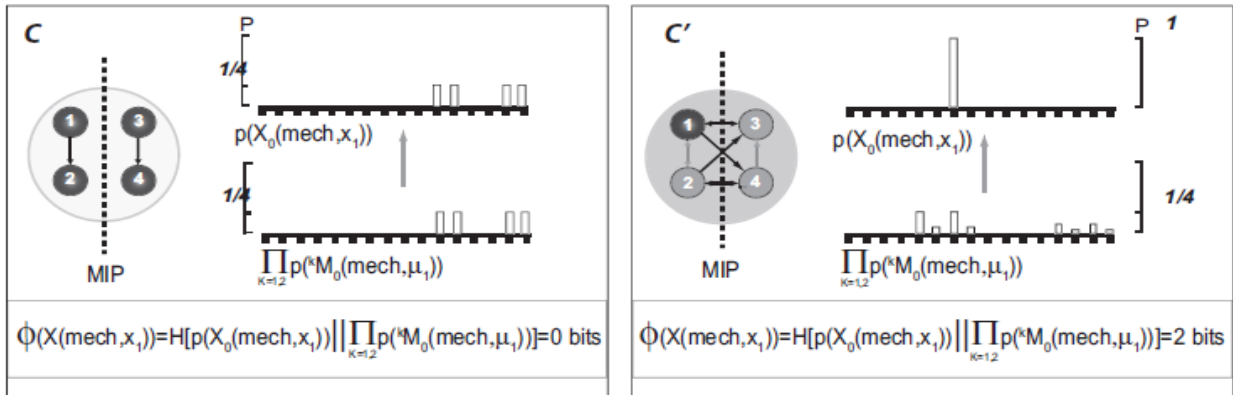 C
P
1/4
1 3
2 4
MIP
p(X₀(mech,x₁))
1/4
∏p(ᵏM₀(mech,μ₁))
K=1,2
ϕ(X(mech,x₁))=H[p(X₀(mech,x₁))||∏p(ᵏM₀(mech,μ₁))]=0 bits
K=1,2
C'
P 1
1 3
2 4
MIP
p(X₀(mech,x₁))
1/4
∏p(ᵏM₀(mech,μ₁))
K=1,2
ϕ(X(mech,x₁))=H[p(X₀(mech,x₁))||∏p(ᵏM₀(mech,μ₁))]=2 bits
K=1,2